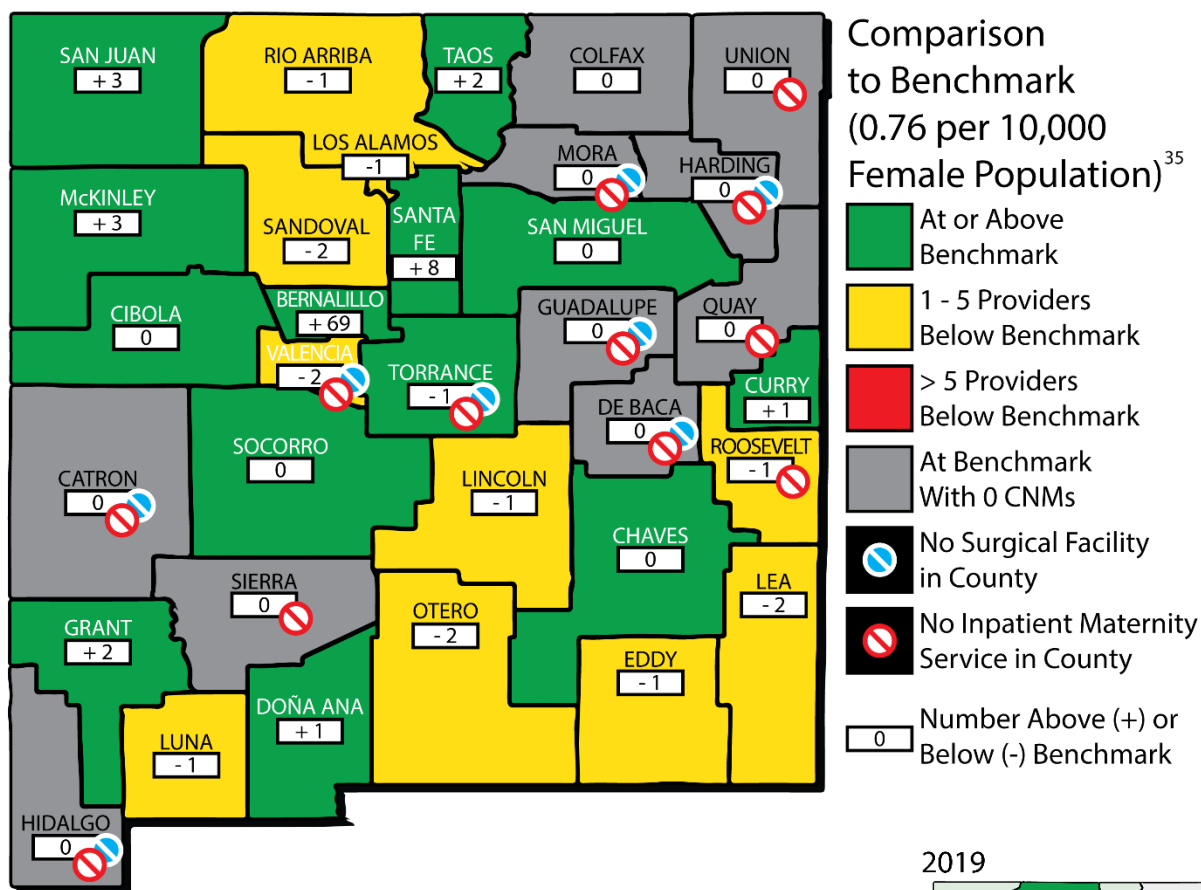 SAN JUAN
+ 3
RIO ARRIBA
- 1
TAOS
+ 2
COLFAX
0
UNION
0
LOS ALAMOS
-1
MORA
0
HARDING
0
McKINLEY
+ 3
SANDOVAL
- 2
SANTA
FE
+ 8
SAN MIGUEL
0
CIBOLA
0
BERNALILLO
+ 69
GUADALUPE
0
QUAY
0
VALENCIA
- 2
TORRANCE
- 1
CURRY
+ 1
DE BACA
0
SOCORRO
0
ROOSEVELT
- 1
CATRON
0
LINCOLN
- 1
CHAVES
0
SIERRA
0
LEA
- 2
GRANT
+ 2
OTERO
- 2
EDDY
- 1
DOÑA ANA
+ 1
LUNA
- 1
HIDALGO
0
Comparison
to Benchmark
(0.76 per 10,000
Female Population)³⁵
At or Above
Benchmark
1 - 5 Providers
Below Benchmark
> 5 Providers
Below Benchmark
At Benchmark
With 0 CNMs
No Surgical Facility
in County
No Inpatient Maternity
Service in County
0
Number Above (+) or
Below (-) Benchmark
2019